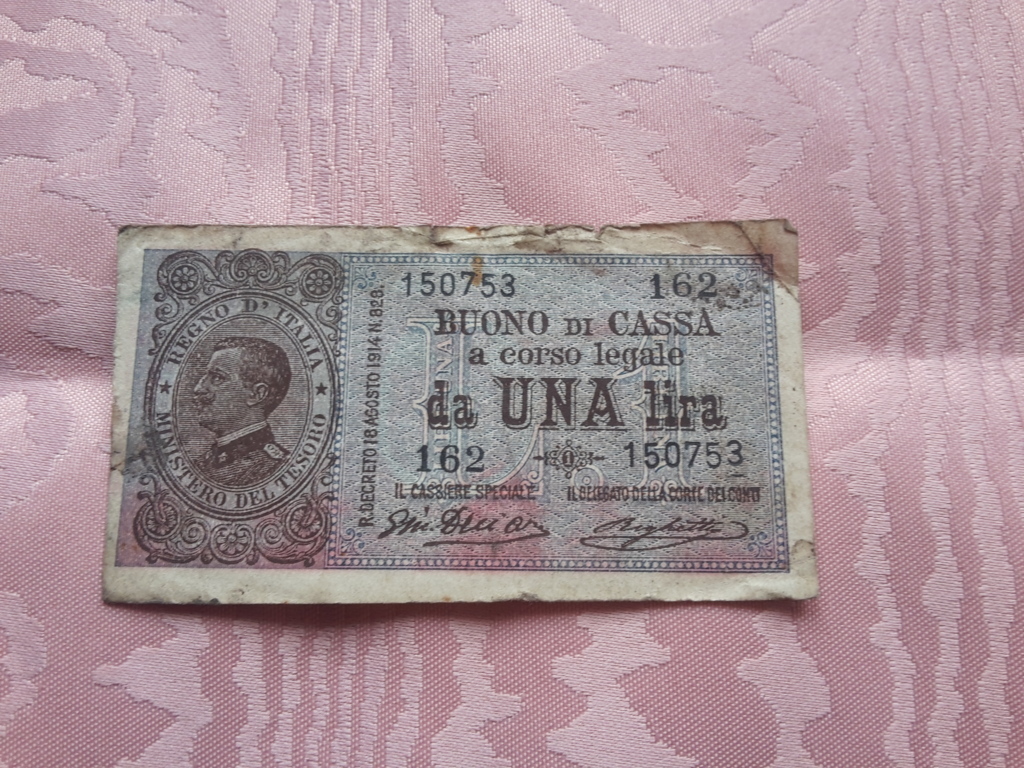 REGNO D'ITALIA
MINISTERO DEL TESORO
R. DECRETO 18 AGOSTO 1914 N. 828.
150753 162
BUONO DI CASSA
a corso legale
da UNA lira
162 150753
IL CASSIERE SPECIALE IL DELEGATO DELLA CORTE DEI CONTI
Righetti